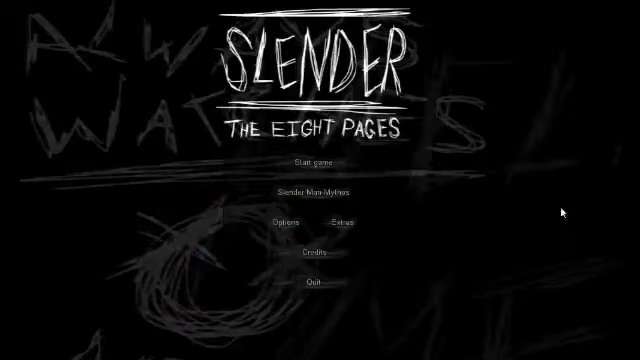 SLENDER
THE EIGHT PAGES
Start game
Slender Man Mythos
Options Extras
Credits
Quit